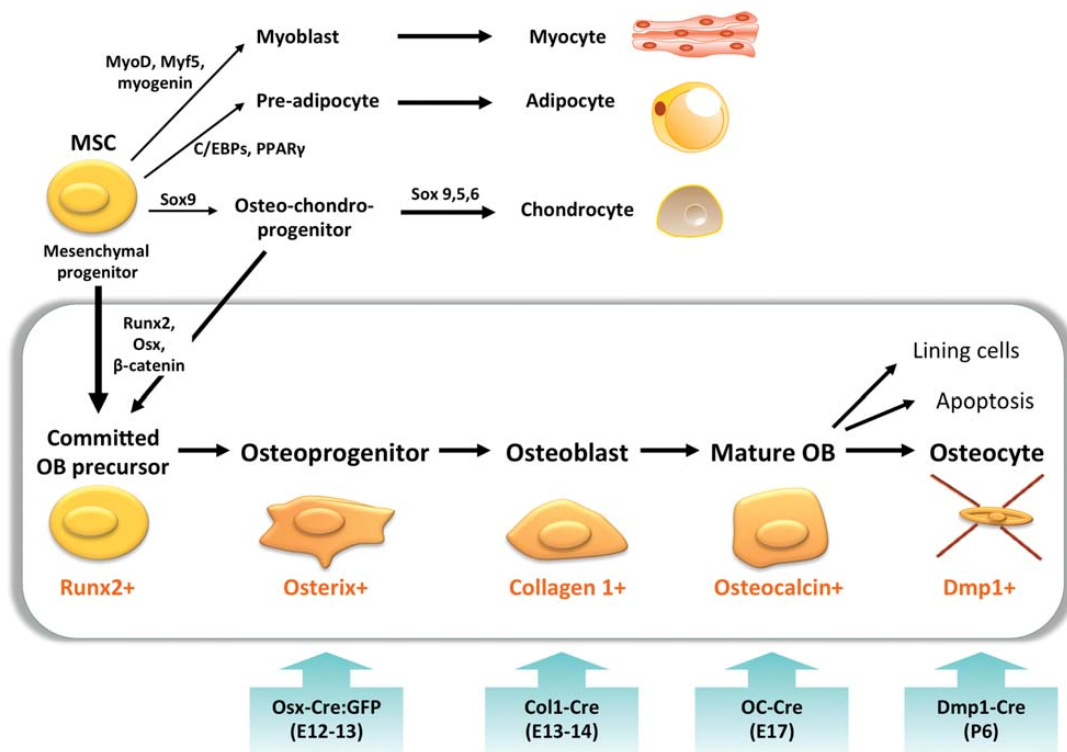 Myoblast
Myocyte
MyoD, Myf5,
myogenin
Pre-adipocyte
Adipocyte
MSC
C/EBPs, PPARγ
Sox9
Osteo-chondro-
progenitor
Sox 9,5,6
Chondrocyte
Mesenchymal
progenitor
Runx2,
Osx,
β-catenin
Lining cells
Apoptosis
Committed
OB precursor
Osteoprogenitor
Osteoblast
Mature OB
Osteocyte
Runx2+
Osterix+
Collagen 1+
Osteocalcin+
Dmp1+
Osx-Cre:GFP
(E12-13)
Col1-Cre
(E13-14)
OC-Cre
(E17)
Dmp1-Cre
(P6)